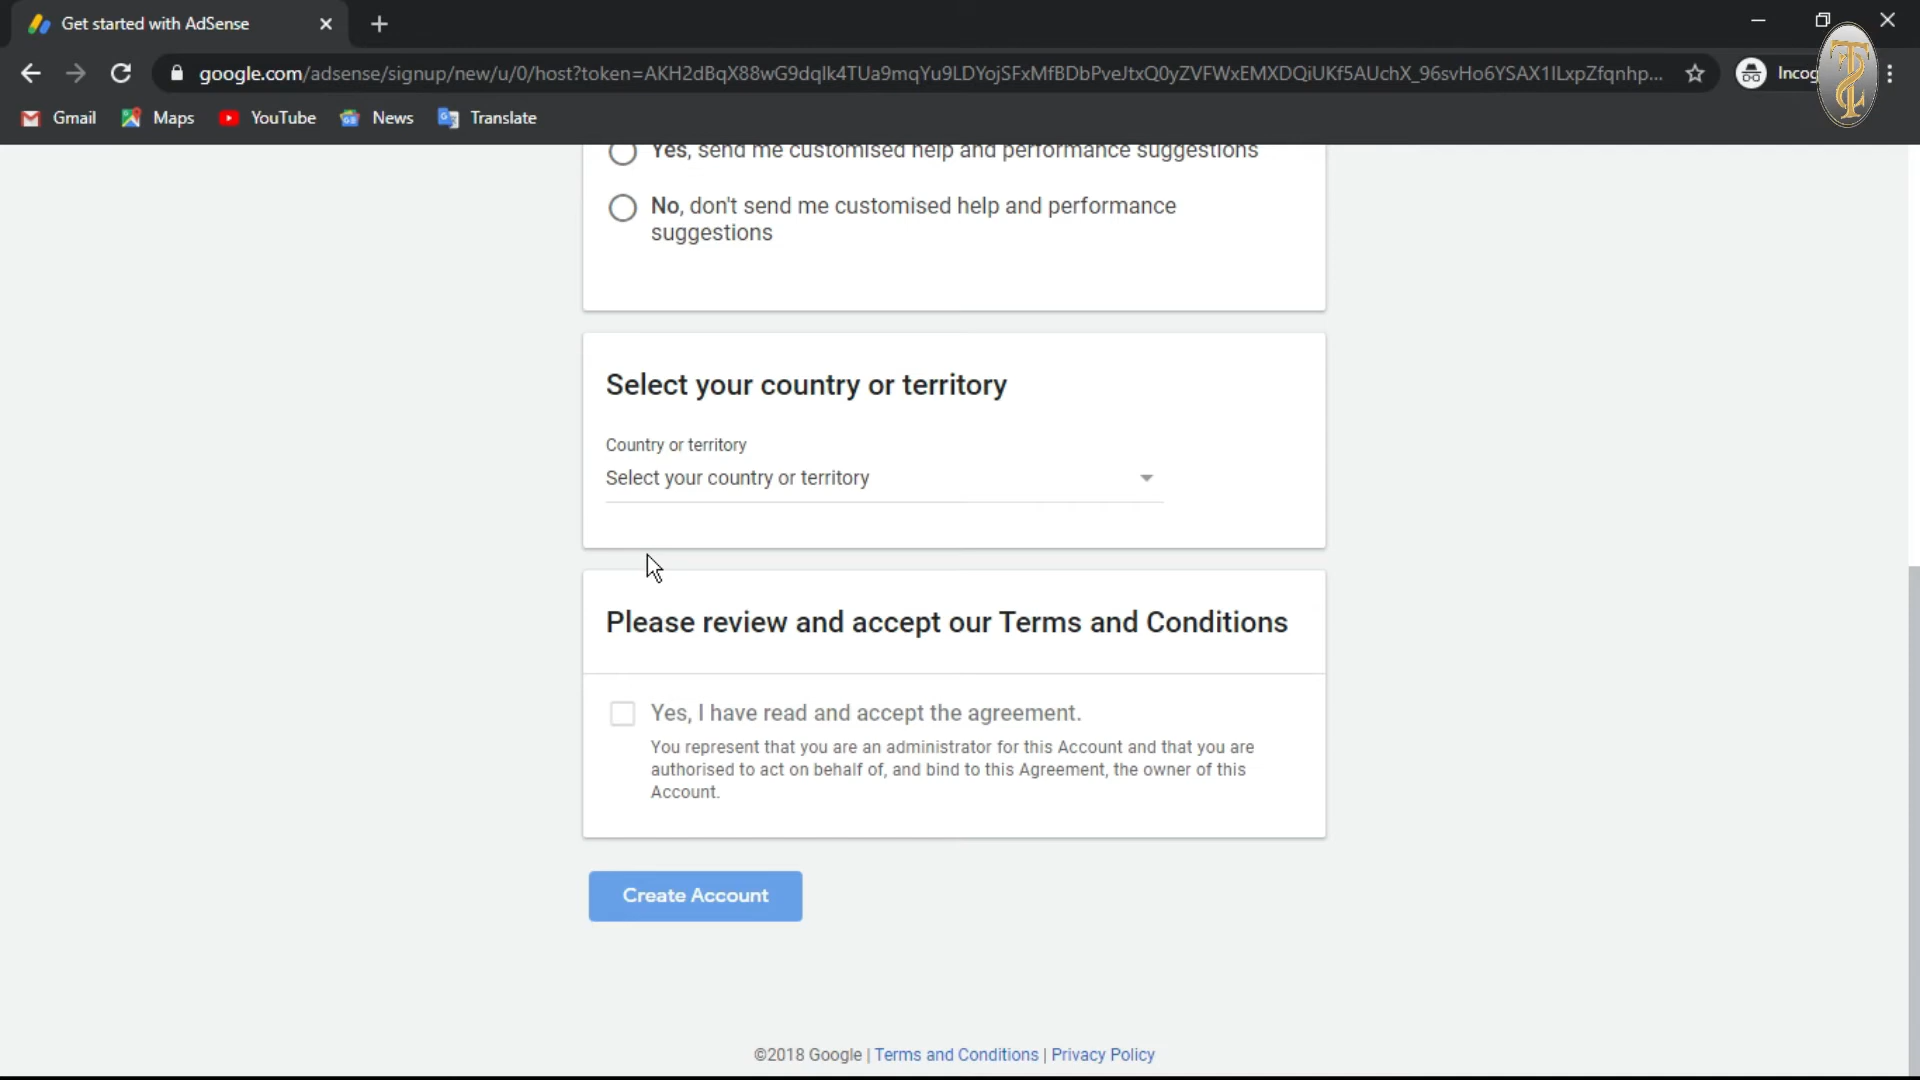 Get started with AdSense
google.com/adsense/signup/new/u/0/host?token=AKH2dBqX88wG9dqIk4TUa9mqYu9LDYojSFxMfBDbPveJtxQ0yZVFWxEMXDQiUKf5AUchX_96svHo6YSAX1ILxpZfqnhp...
Incog
Gmail
Maps
YouTube
News
Translate
Yes, send me customised help and performance suggestions
No, don't send me customised help and performance
suggestions
Select your country or territory
Country or territory
Select your country or territory
Please review and accept our Terms and Conditions
Yes, I have read and accept the agreement.
You represent that you are an administrator for this Account and that you are
authorised to act on behalf of, and bind to this Agreement, the owner of this
Account.
Create Account
©2018 Google | Terms and Conditions | Privacy Policy